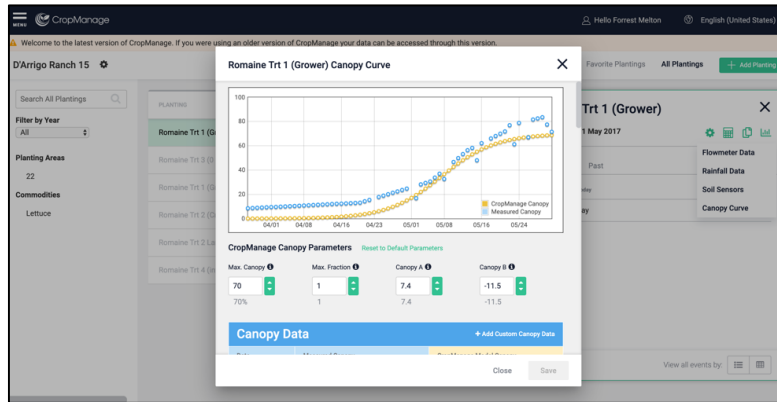 MENU
CropManage
Hello Forrest Melton
English (United States)
Welcome to the latest version of CropManage. If you were using an older version of CropManage your data can be accessed through this version.
D'Arrigo Ranch 15
Favorite Plantings
All Plantings
+ Add Planting
Search All Plantings
Filter by Year
All
Planting Areas
22
Commodities
Lettuce
PLANTING
Romaine Trt 1 (G
Romaine Trt 3 (
Romaine Trt 1 (G
Romaine Trt 2 (C
Romaine Trt 2 La
Romaine Trt 4 (
Romaine Trt 1 (Grower) Canopy Curve
100
80
60
40
20
0
04/01
04/08
04/16
04/23
05/01
05/08
05/16
05/24
CropManage Canopy
Measured Canopy
CropManage Canopy Parameters
Reset to Default Parameters
Max. Canopy
Max. Fraction
Canopy A
Canopy B
70
1
7.4
-11.5
70%
1
7.4
-11.5
Canopy Data
+ Add Custom Canopy Data
Close
Save
Trt 1 (Grower)
1 May 2017
Past
Flowmeter Data
Rainfall Data
Soil Sensors
Canopy Curve
View all events by: